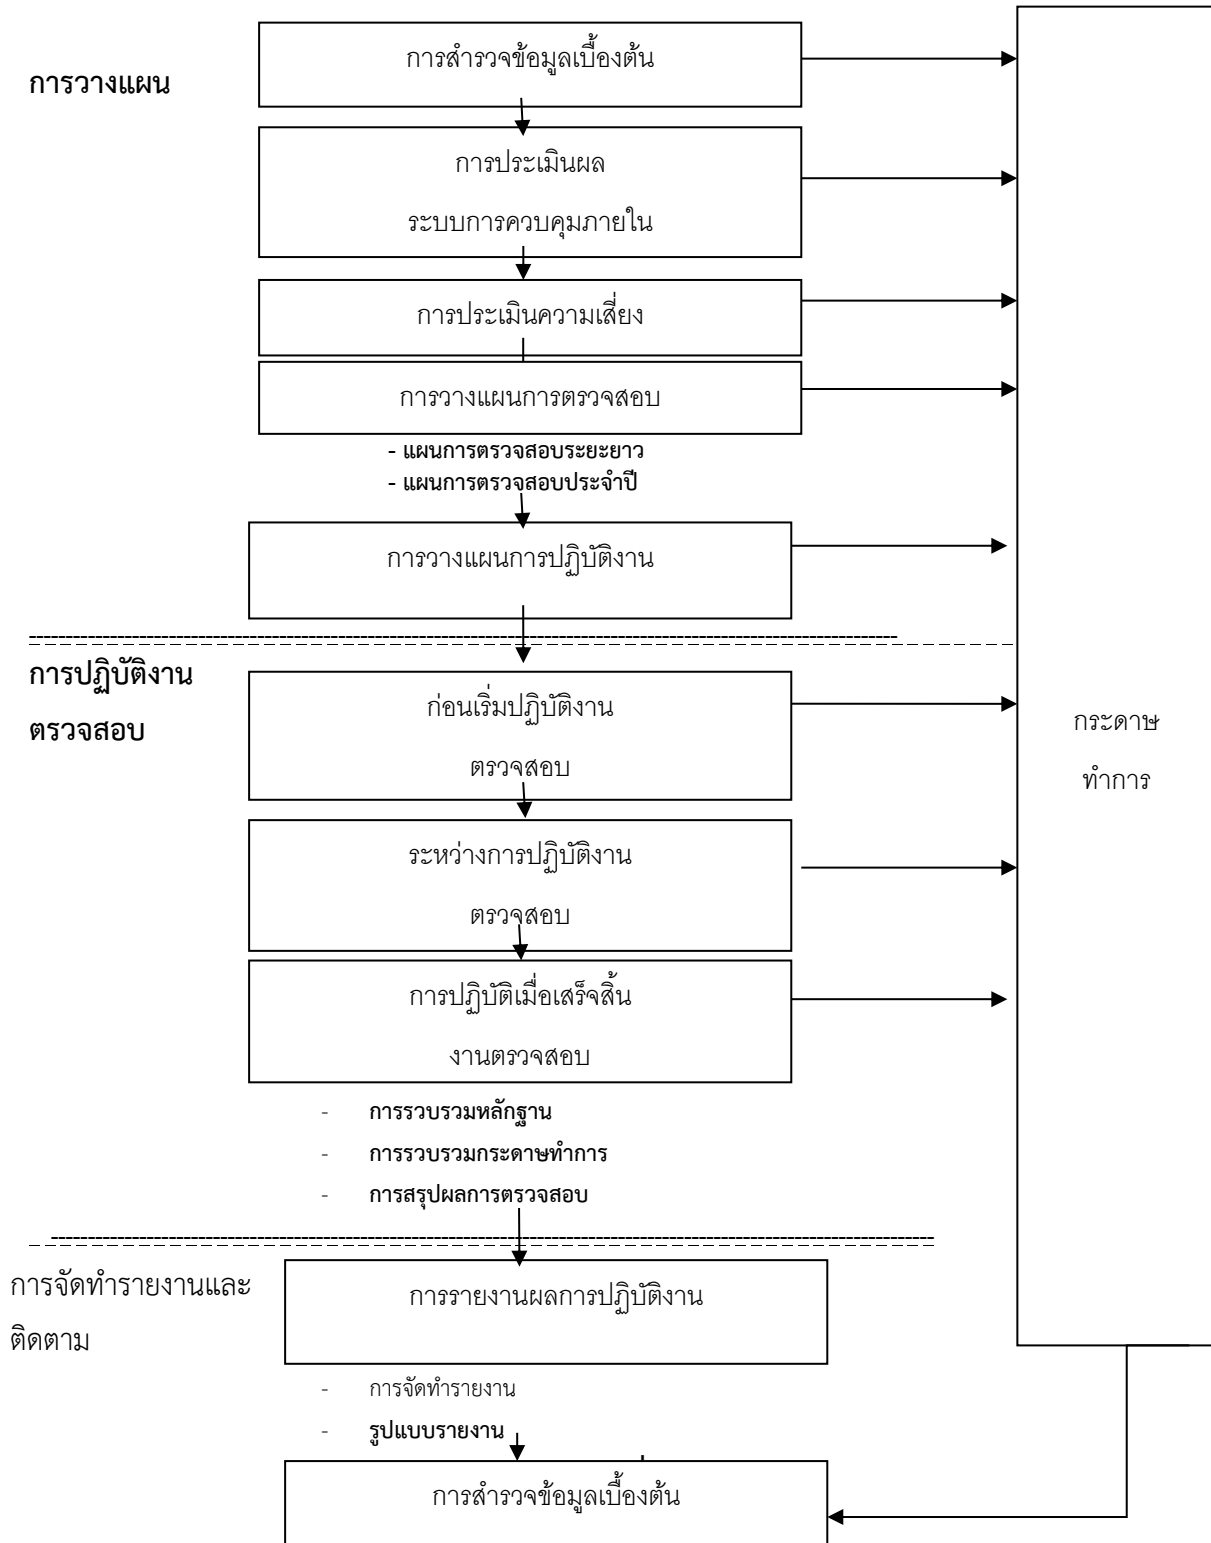 การวางแผน
การสำรวจข้อมูลเบื้องต้น
การประเมินผล
ระบบการควบคุมภายใน
การประเมินความเสี่ยง
การวางแผนการตรวจสอบ
- แผนการตรวจสอบระยะยาว
- แผนการตรวจสอบประจำปี
การวางแผนการปฏิบัติงาน
การปฏิบัติงาน
ตรวจสอบ
ก่อนเริ่มปฏิบัติงาน
ตรวจสอบ
ระหว่างการปฏิบัติงาน
ตรวจสอบ
การปฏิบัติเมื่อเสร็จสิ้น
งานตรวจสอบ
- การรวบรวมหลักฐาน
- การรวบรวมกระดาษทำการ
- การสรุปผลการตรวจสอบ
กระดาษ
ทำการ
การจัดทำรายงานและ
ติดตาม
การรายงานผลการปฏิบัติงาน
- การจัดทำรายงาน
- รูปแบบรายงาน
การสำรวจข้อมูลเบื้องต้น